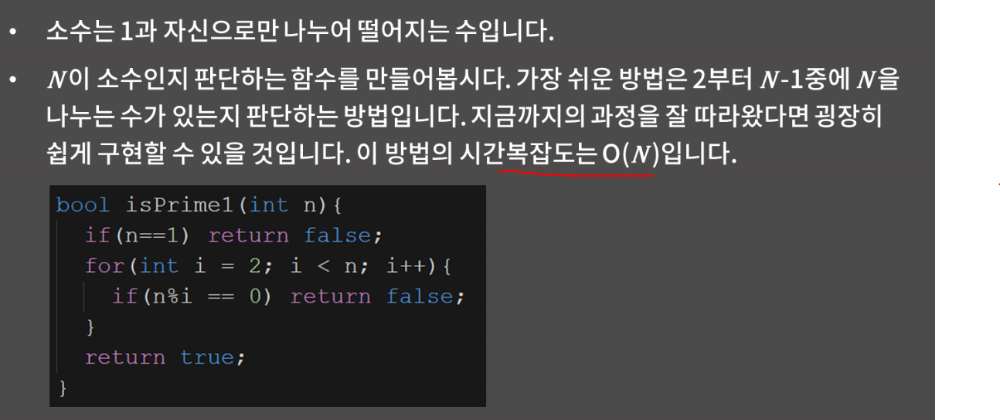 • 소수는 1과 자신으로만 나누어 떨어지는 수입니다.
• N이 소수인지 판단하는 함수를 만들어봅시다. 가장 쉬운 방법은 2부터 N-1중에 N을
나누는 수가 있는지 판단하는 방법입니다. 지금까지의 과정을 잘 따라왔다면 굉장히
쉽게 구현할 수 있을 것입니다. 이 방법의 시간복잡도는 O(N)입니다.
bool isPrime1(int n){
  if(n==1) return false;
  for(int i = 2; i < n; i++){
    if(n%i == 0) return false;
  }
  return true;
}